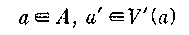 a ∈ A, a′ ∈ V′(a)